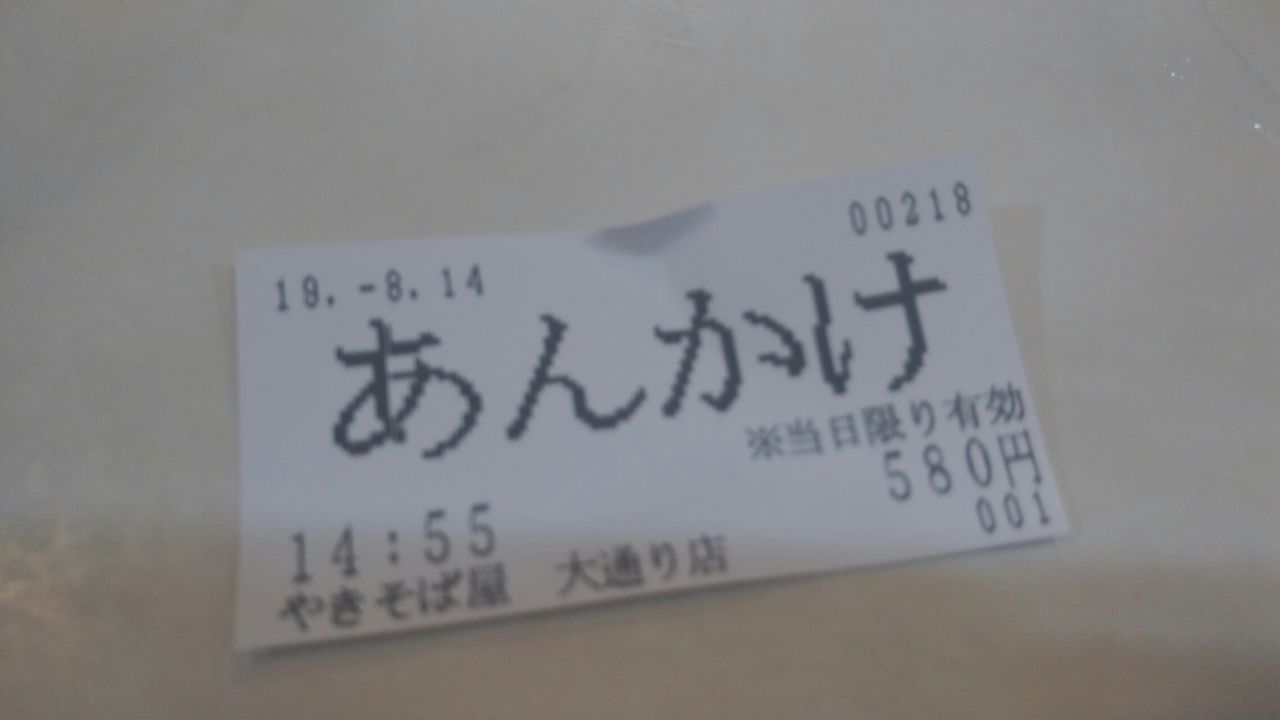 19.-8.14 00218
あんかけ
※当日限り有効
580円
14:55 001
やきそば屋 大通り店